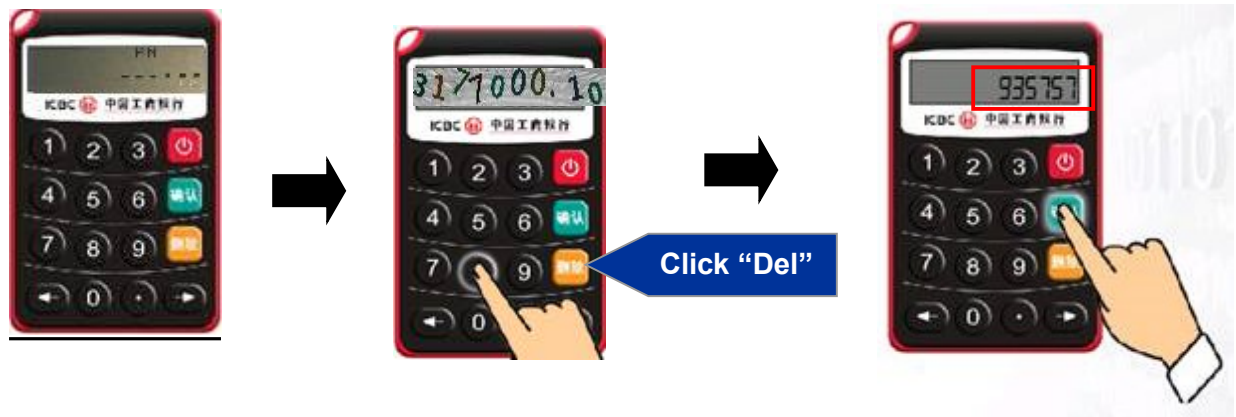 PN
ICBC 中国工商银行
1 2 3
4 5 6 确认
7 8 9 删除
0 .
3171000.10
ICBC 中国工商银行
1 2 3
4 5 6 确认
7 9 删除
0
Click “Del”
935757
ICBC 中国工商银行
1 2 3
4 5 6
7 8 9
0 .